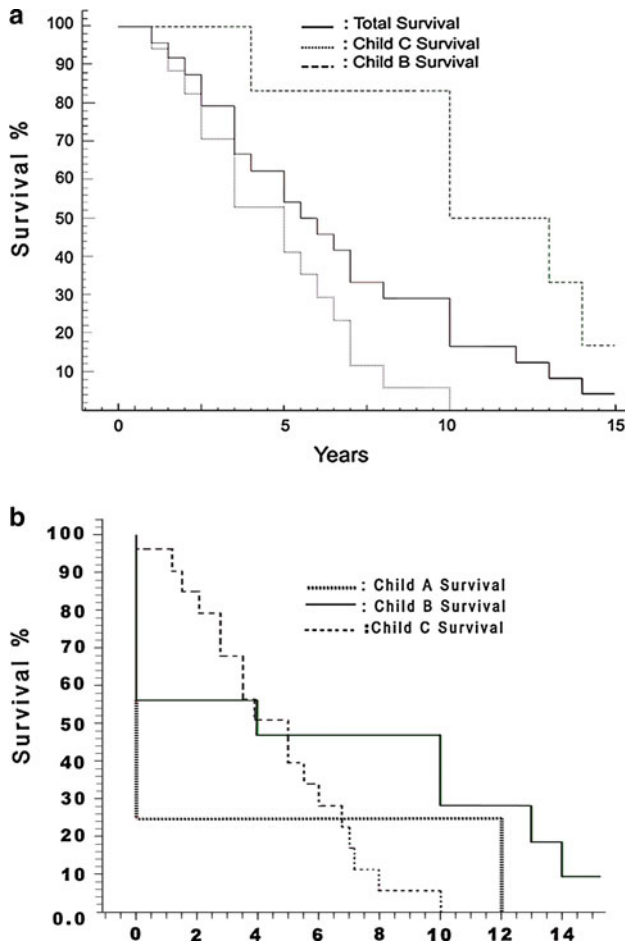 a
: Total Survival
: Child C Survival
: Child B Survival
100
90
80
70
60
50
40
30
20
10
Survival %
0 5 10 15
Years
b
: Child A Survival
: Child B Survival
: Child C Survival
100
90
80
70
60
50
40
30
20
10
0.0
Survival %
0 2 4 6 8 10 12 14